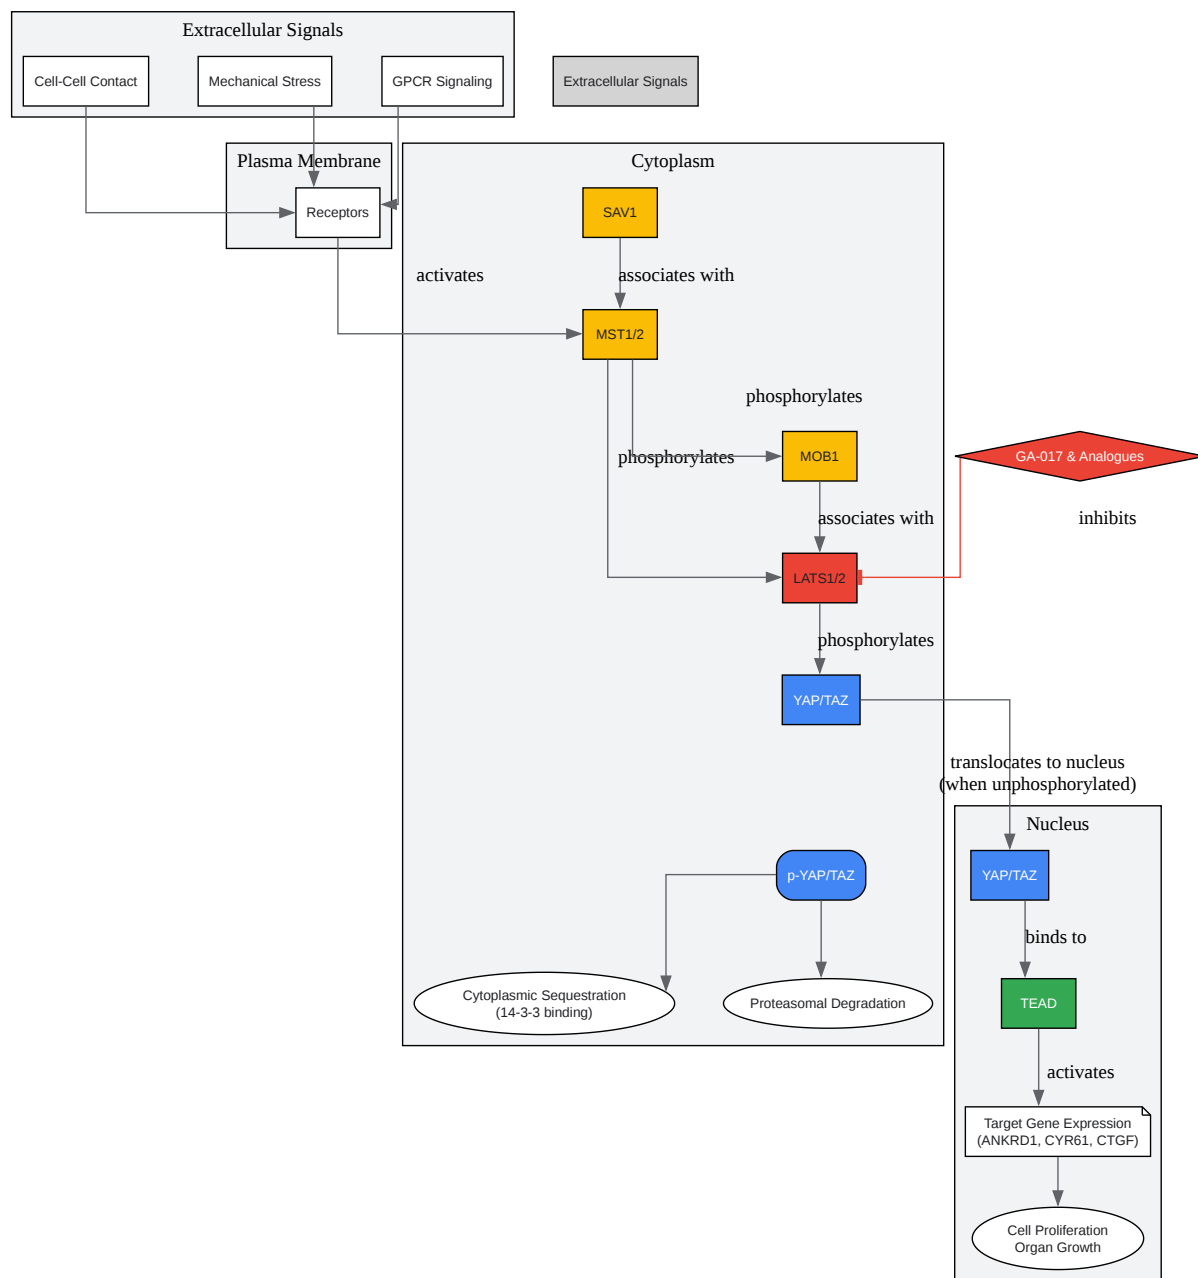 Extracellular Signals
Cell-Cell Contact
Mechanical Stress
GPCR Signaling
Extracellular Signals
Plasma Membrane
Receptors
Cytoplasm
SAV1
activates
associates with
MST1/2
phosphorylates
phosphorylates
MOB1
GA-017 & Analogues
associates with
inhibits
LATS1/2
phosphorylates
YAP/TAZ
translocates to nucleus
(when unphosphorylated)
Nucleus
p-YAP/TAZ
YAP/TAZ
binds to
Cytoplasmic Sequestration
(14-3-3 binding)
Proteasomal Degradation
TEAD
activates
Target Gene Expression
(ANKRD1, CYR61, CTGF)
Cell Proliferation
Organ Growth